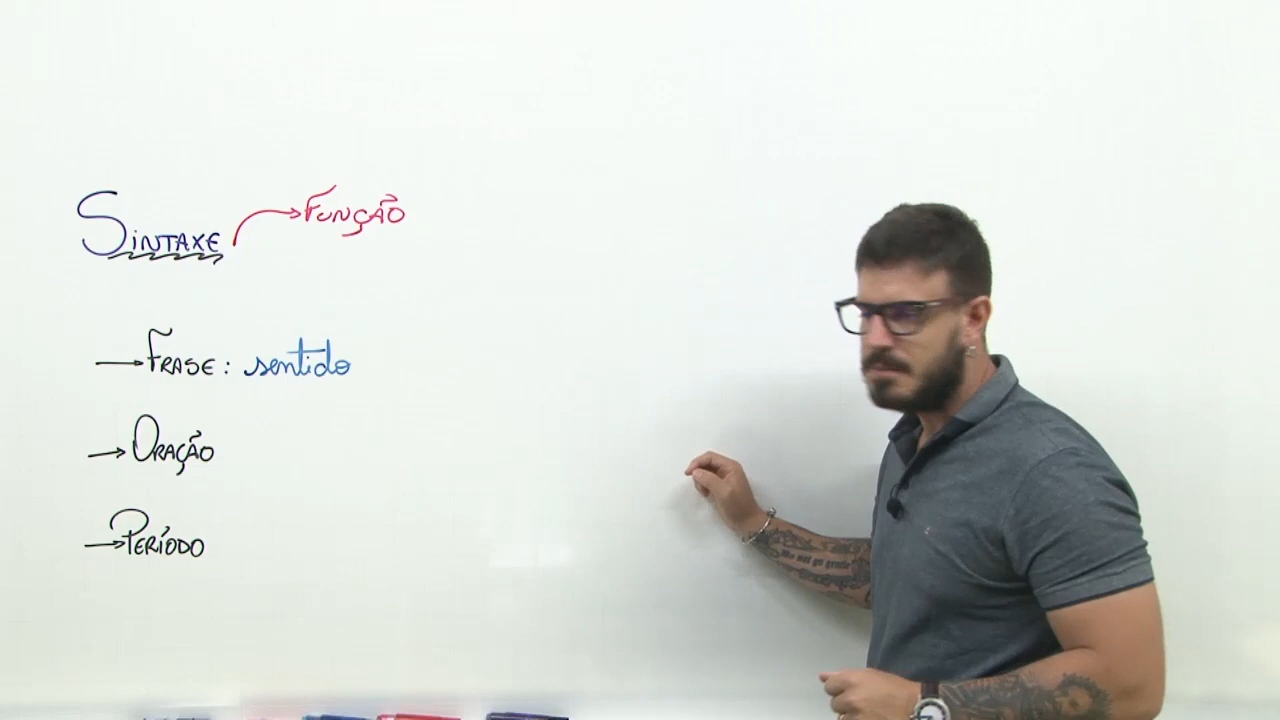 Sintaxe → Função
→ Frase: sentido
→ Oração
→ Período